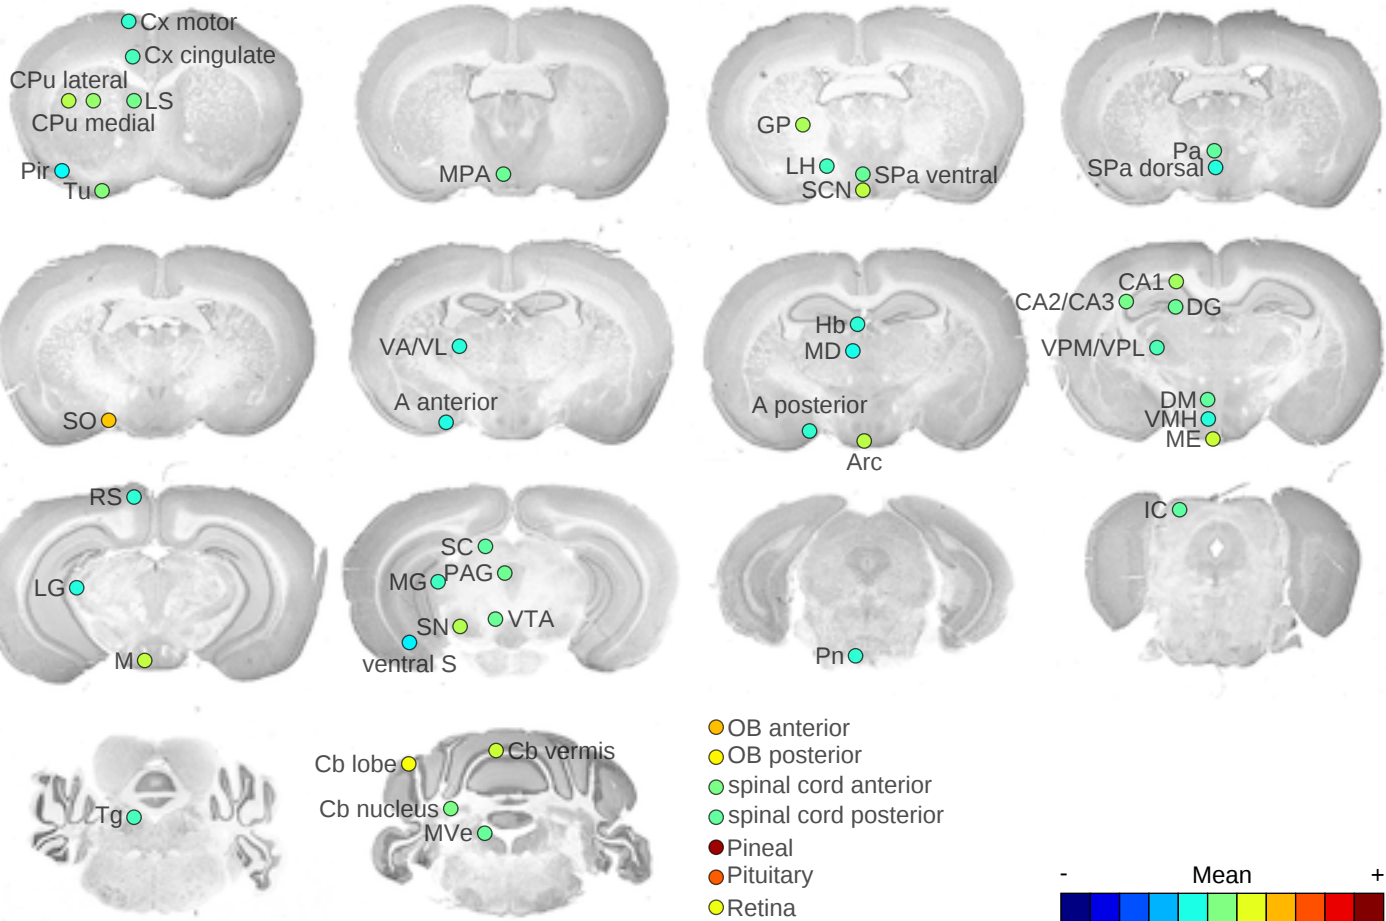 Cx motor
Cx cingulate
CPu lateral
LS
CPu medial
Pir
Tu
MPA
GP
LH
SPa ventral
SCN
Pa
SPa dorsal
SO
VA/VL
A anterior
Hb
MD
A posterior
Arc
CA1
CA2/CA3
DG
VPM/VPL
DM
VMH
ME
RS
LG
M
SC
MG
PAG
SN
VTA
ventral S
Pn
IC
Tg
Cb lobe
Cb vermis
Cb nucleus
MVe
OB anterior
OB posterior
spinal cord anterior
spinal cord posterior
Pineal
Pituitary
Retina
- Mean +